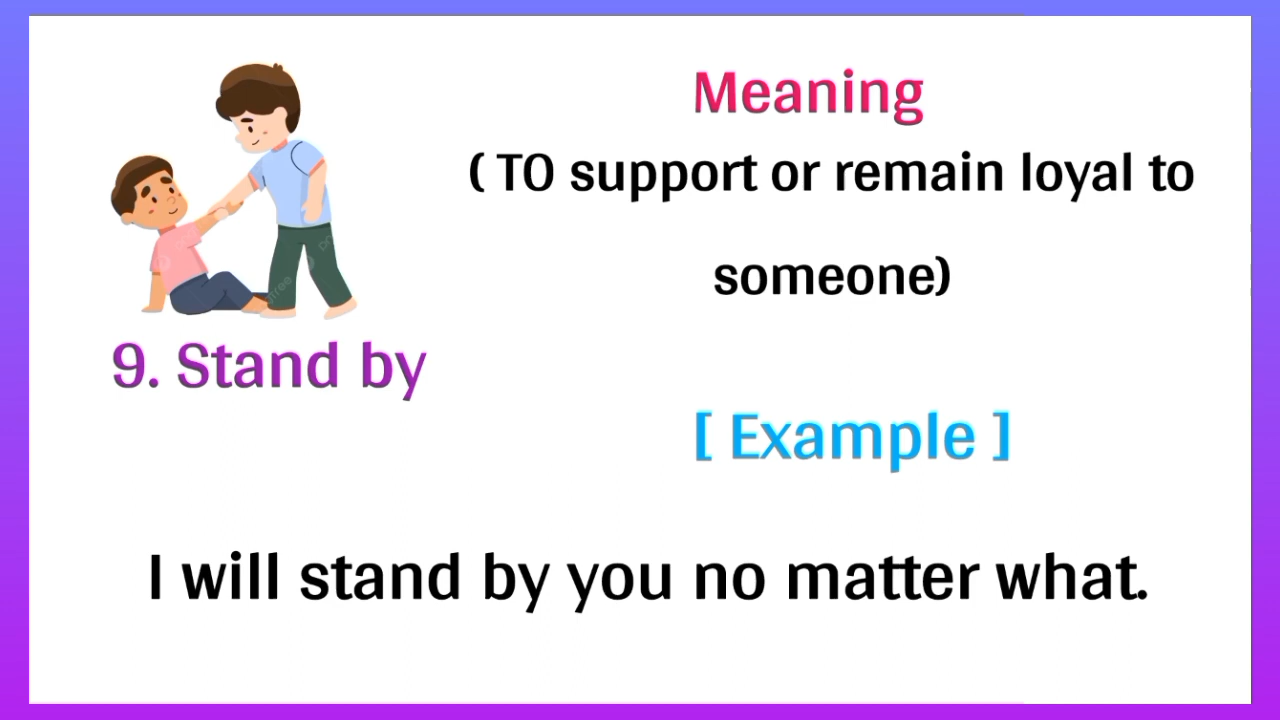 Meaning
( TO support or remain loyal to
someone)
9. Stand by
[ Example ]
I will stand by you no matter what.